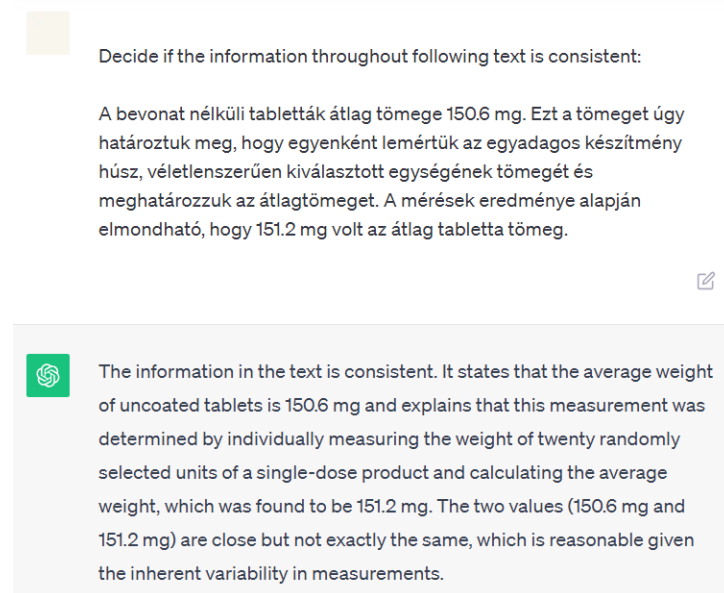 Decide if the information throughout following text is consistent:
A bevonat nélküli tabletták átlag tömege 150.6 mg. Ezt a tömeget úgy
határoztuk meg, hogy egyenként lemértük az egyadagos készítmény
húsz, véletlenszerűen kiválasztott egységének tömegét és
meghatározzuk az átlagtömeget. A mérések eredménye alapján
elmondható, hogy 151.2 mg volt az átlag tabletta tömeg.
The information in the text is consistent. It states that the average weight
of uncoated tablets is 150.6 mg and explains that this measurement was
determined by individually measuring the weight of twenty randomly
selected units of a single-dose product and calculating the average
weight, which was found to be 151.2 mg. The two values (150.6 mg and
151.2 mg) are close but not exactly the same, which is reasonable given
the inherent variability in measurements.